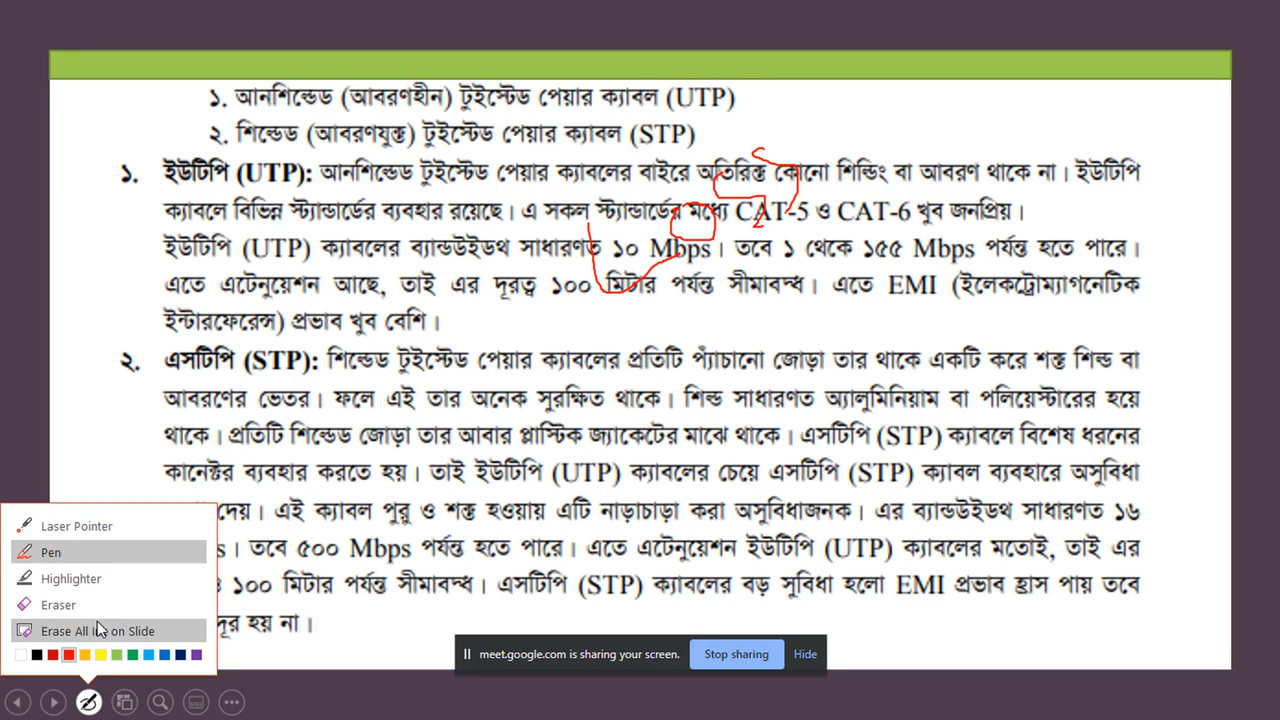 ১. আনশিল্ডেড (আবরণহীন) টুইস্টেড পেয়ার ক্যাবল (UTP)
২. শিল্ডেড (আবরণযুক্ত) টুইস্টেড পেয়ার ক্যাবল (STP)
১. ইউটিপি (UTP): আনশিল্ডেড টুইস্টেড পেয়ার ক্যাবলের বাইরে অতিরিক্ত কোনো শিল্ডিং বা আবরণ থাকে না। ইউটিপি
ক্যাবলে বিভিন্ন স্ট্যান্ডার্ডের ব্যবহার রয়েছে। এ সকল স্ট্যান্ডার্ডের মধ্যে CAT-5 ও CAT-6 খুব জনপ্রিয়।
ইউটিপি (UTP) ক্যাবলের ব্যান্ডউইডথ সাধারণত ১০ Mbps। তবে ১ থেকে ১৫৫ Mbps পর্যন্ত হতে পারে।
এতে এটেনুয়েশন আছে, তাই এর দূরত্ব ১০০ মিটার পর্যন্ত সীমাবদ্ধ। এতে EMI (ইলেকট্রোম্যাগনেটিক
ইন্টারফেরেন্স) প্রভাব খুব বেশি।
২. এসটিপি (STP): শিল্ডেড টুইস্টেড পেয়ার ক্যাবলের প্রতিটি প্যাঁচানো জোড়া তার থাকে একটি করে শক্ত শিল্ড বা
আবরণের ভেতর। ফলে এই তার অনেক সুরক্ষিত থাকে। শিল্ড সাধারণত অ্যালুমিনিয়াম বা পলিয়েস্টারের হয়ে
থাকে। প্রতিটি শিল্ডেড জোড়া তার আবার প্লাস্টিক জ্যাকেটের মাঝে থাকে। এসটিপি (STP) ক্যাবলে বিশেষ ধরনের
কানেক্টর ব্যবহার করতে হয়। তাই ইউটিপি (UTP) ক্যাবলের চেয়ে এসটিপি (STP) ক্যাবল ব্যবহারে অসুবিধা
দেয়। এই ক্যাবল পুরু ও শক্ত হওয়ায় এটি নাড়াচাড়া করা অসুবিধাজনক। এর ব্যান্ডউইডথ সাধারণত ১৬
s। তবে ৫০০ Mbps পর্যন্ত হতে পারে। এতে এটেনুয়েশন ইউটিপি (UTP) ক্যাবলের মতোই, তাই এর
১০০ মিটার পর্যন্ত সীমাবদ্ধ। এসটিপি (STP) ক্যাবলের বড় সুবিধা হলো EMI প্রভাব হ্রাস পায় তবে
দূর হয় না।
Laser Pointer
Pen
Highlighter
Eraser
Erase All Ink on Slide
meet.google.com is sharing your screen. Stop sharing Hide